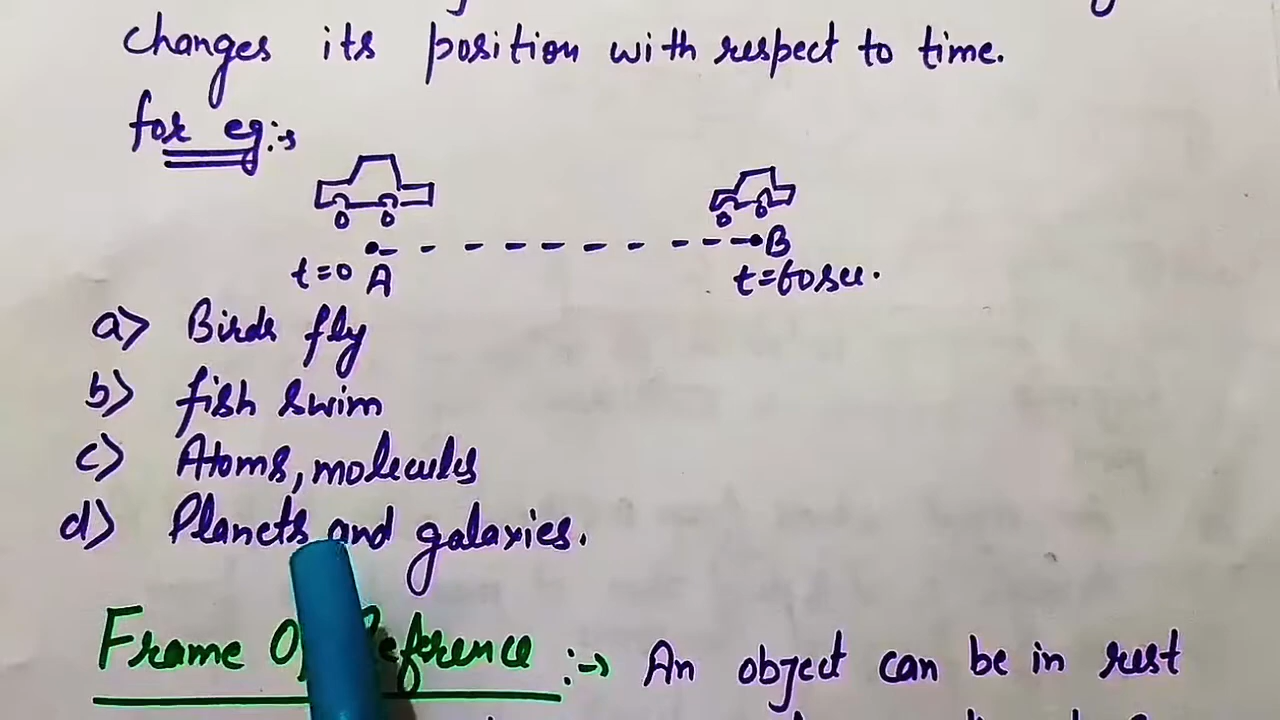 changes its position with respect to time.
for eg:→
A B
t=0 t=60sec.
a> Birds fly
b> fish swim
c> Atoms, molecules
d> Planets and galaxies.
Frame Of Reference :→ An object can be in rest